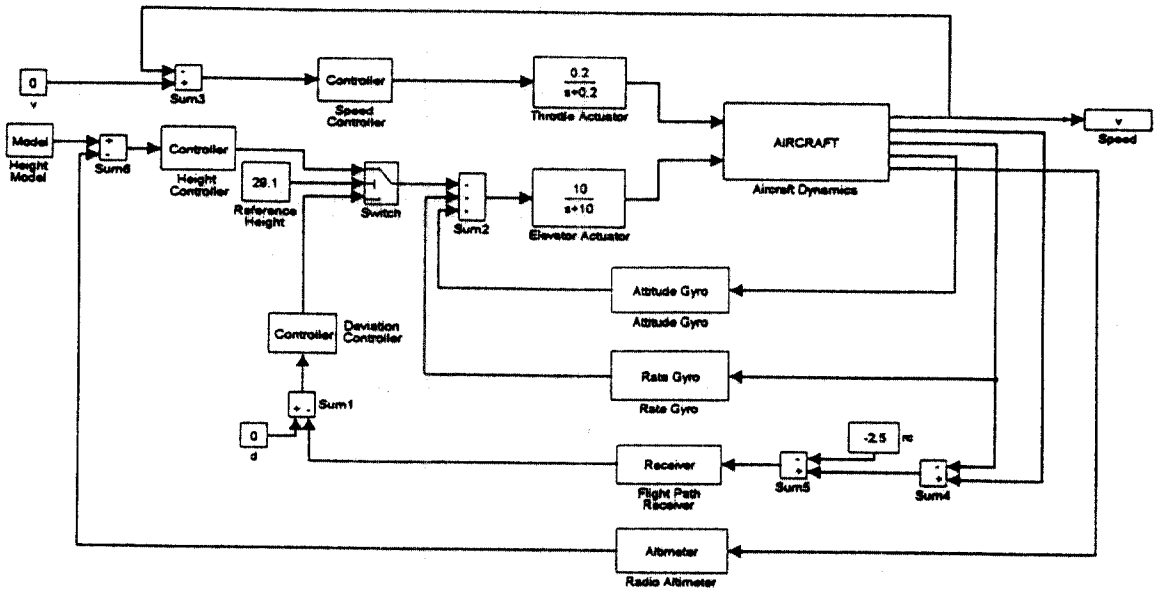 0
v
-
+
Sum3
Controller
Speed
Controller
0.2
s+0.2
Throttle Actuator
AIRCRAFT
Aircraft Dynamics
v
Speed
Model
Height
Model
+
-
Sum6
Controller
Height
Controller
29.1
Reference
Height
Switch
-
-
-
Sum2
10
s+10
Elevator Actuator
Attitude Gyro
Attitude Gyro
Controller
Deviation
Controller
Rate Gyro
Rate Gyro
+ -
Sum1
0
d
-2.5
rc
Receiver
Flight Path
Receiver
-
+
Sum5
-
+
Sum4
Altimeter
Radio Altimeter